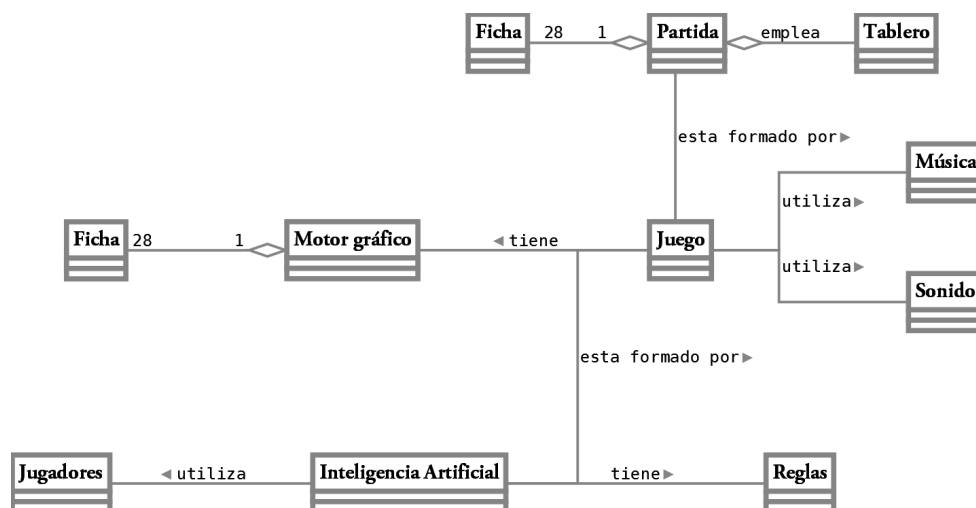 Ficha 28 1 Partida emplea Tablero
esta formado por
Música
utiliza
Ficha 28 1 Motor gráfico tiene Juego
utiliza
Sonido
esta formado por
Jugadores utiliza Inteligencia Artificial tiene Reglas